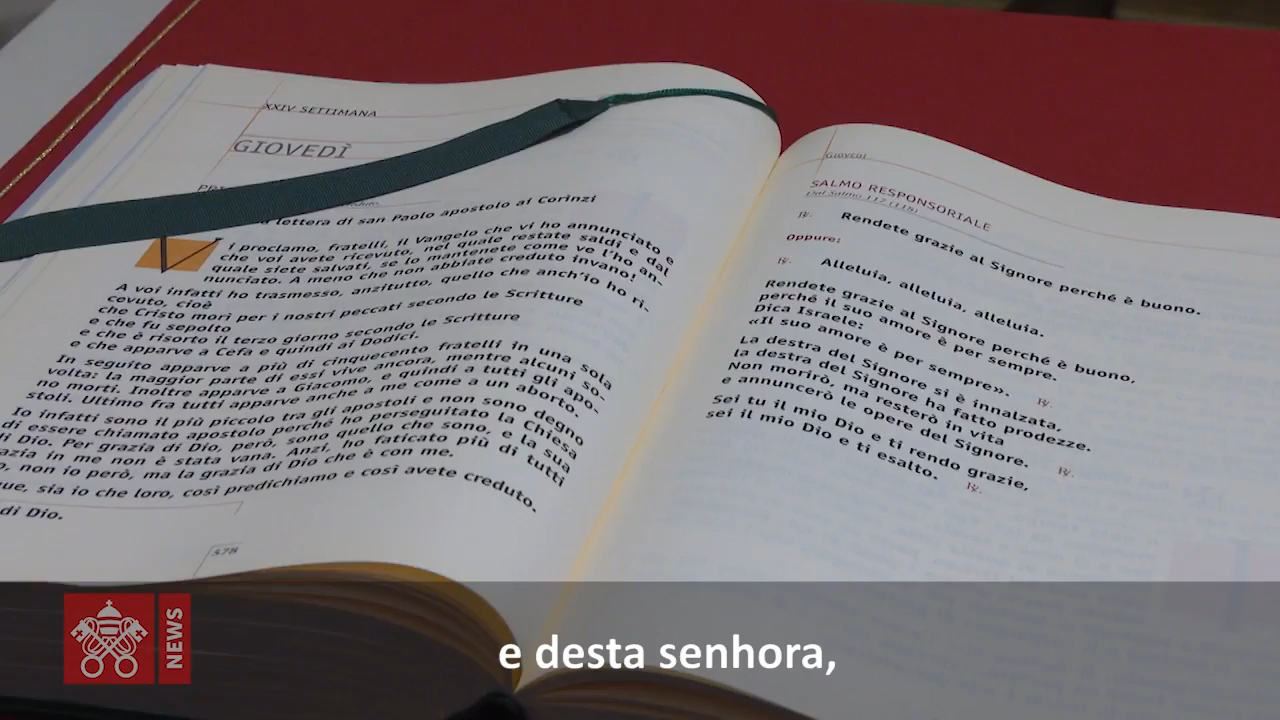 XXIV SETTIMANA
GIOVEDÌ
lettera di san Paolo apostolo ai Corìnzi
V
i proclamo, fratelli, il Vangelo che vi ho annunciato e
che voi avete ricevuto, nel quale restate saldi e dal
quale siete salvati, se lo mantenete come ve l'ho an-
nunciato. A meno che non abbiate creduto invano!
A voi infatti ho trasmesso, anzitutto, quello che anch'io ho ri-
cevuto, cioè
che Cristo morì per i nostri peccati secondo le Scritture
e che fu sepolto
e che è risorto il terzo giorno secondo le Scritture
e che apparve a Cefa e quindi ai Dodici.
In seguito apparve a più di cinquecento fratelli in una sola
volta: la maggior parte di essi vive ancora, mentre alcuni so-
no morti. Inoltre apparve a Giacomo, e quindi a tutti gli apo-
stoli. Ultimo fra tutti apparve anche a me come a un aborto.
Io infatti sono il più piccolo tra gli apostoli e non sono degno
di essere chiamato apostolo perché ho perseguitato la Chiesa
di Dio. Per grazia di Dio, però, sono quello che sono, e la sua
grazia in me non è stata vana. Anzi, ho faticato più di tutti
, non io però, ma la grazia di Dio che è con me.
que, sia io che loro, così predichiamo e così avete creduto.
di Dio.
578
GIOVEDÌ
SALMO RESPONSORIALE
Dal Salmo 117 (118)
℟. Rendete grazie al Signore perché è buono.
Oppure:
℟. Alleluia, alleluia, alleluia.
Rendete grazie al Signore perché è buono,
perché il suo amore è per sempre.
Dica Israele:
«Il suo amore è per sempre». ℟.
La destra del Signore si è innalzata,
la destra del Signore ha fatto prodezze.
Non morirò, ma resterò in vita
e annuncerò le opere del Signore. ℟.
Sei tu il mio Dio e ti rendo grazie,
sei il mio Dio e ti esalto. ℟.
NEWS
e desta senhora,